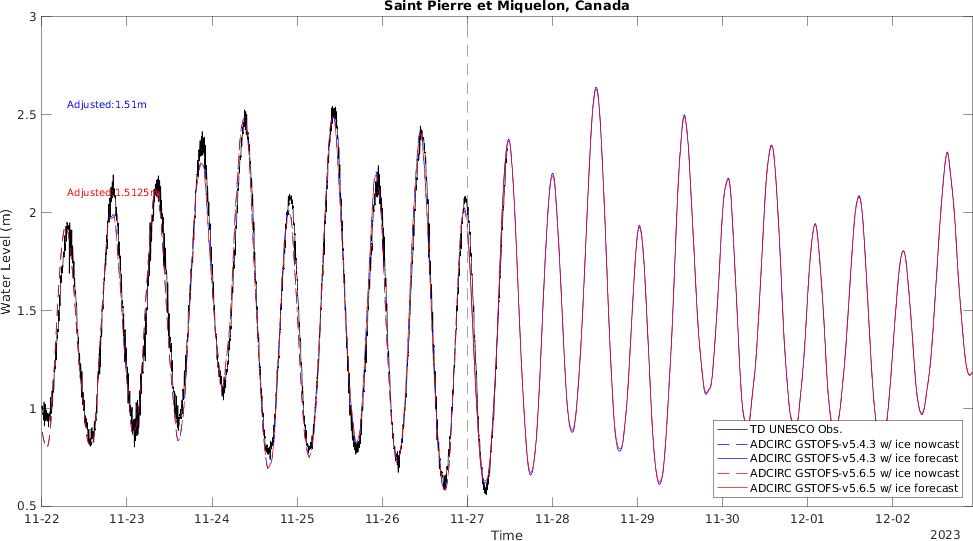 Saint Pierre et Miquelon, Canada
3
2.5
2
1.5
1
0.5
Water Level (m)
Adjusted:1.51m
Adjusted:1.5125m
TD UNESCO Obs.
ADCIRC GSTOFS-v5.4.3 w/ ice nowcast
ADCIRC GSTOFS-v5.4.3 w/ ice forecast
ADCIRC GSTOFS-v5.6.5 w/ ice nowcast
ADCIRC GSTOFS-v5.6.5 w/ ice forecast
11-22 11-23 11-24 11-25 11-26 11-27 11-28 11-29 11-30 12-01 12-02
Time
2023